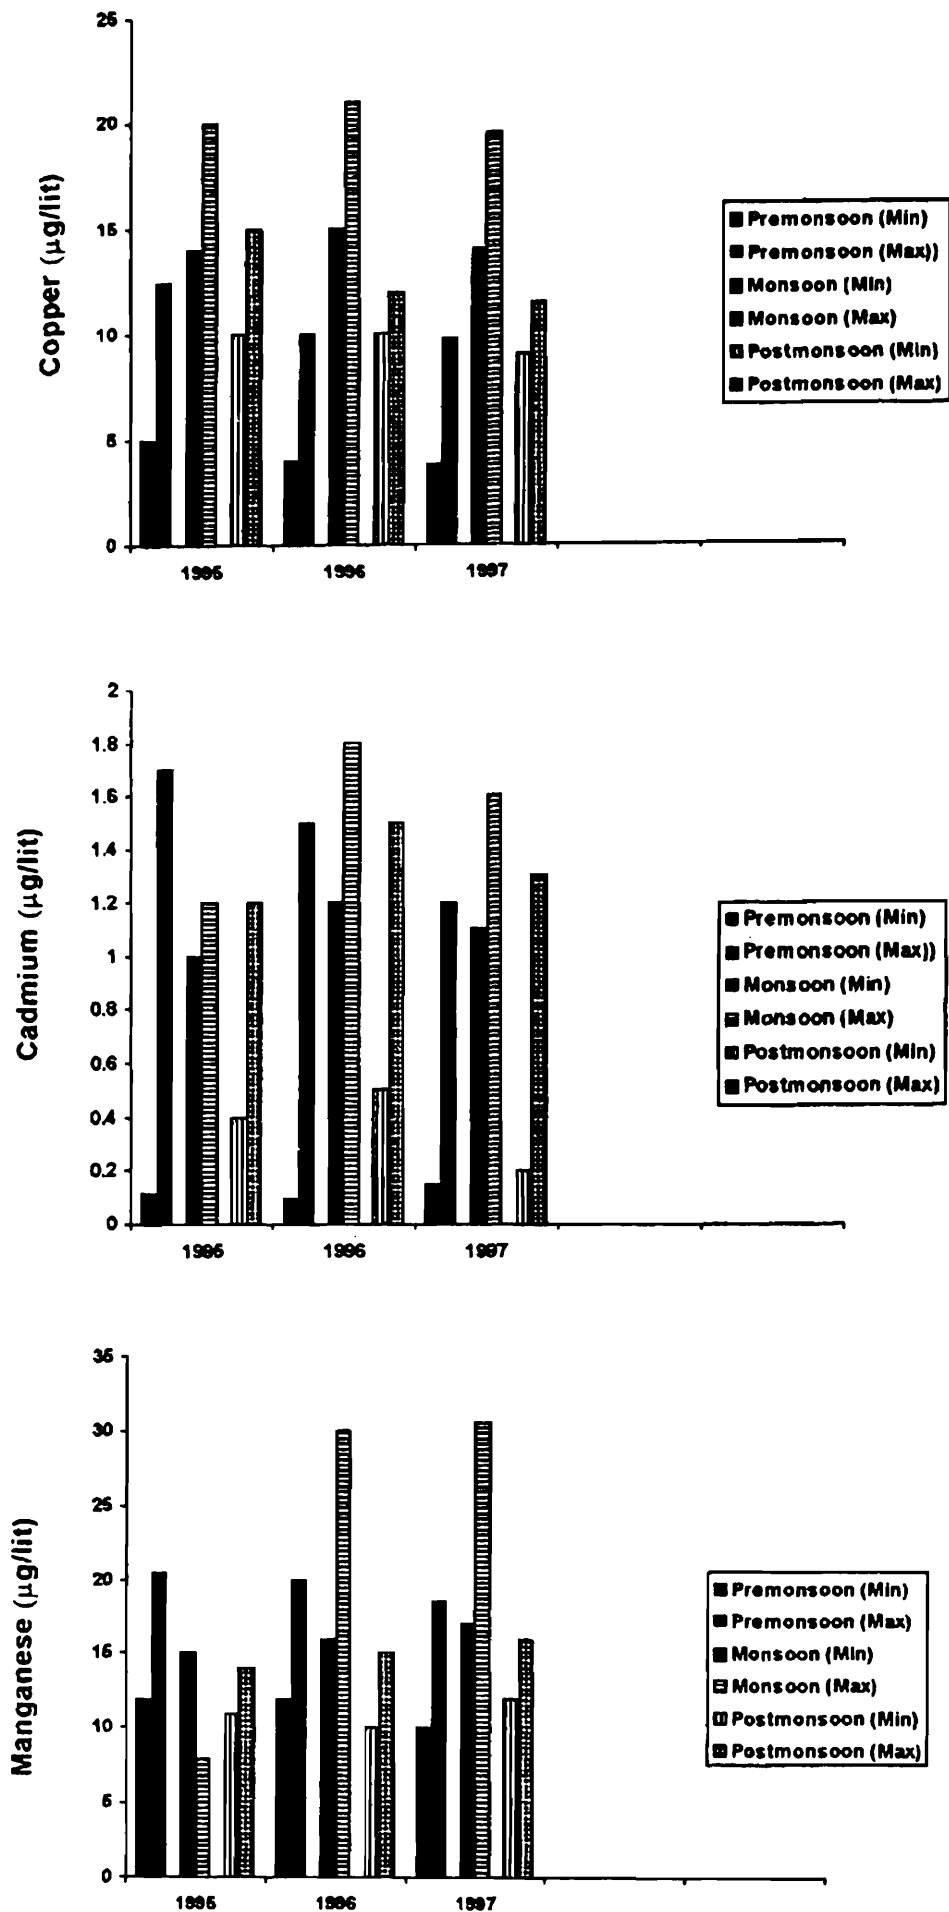 Copper (µg/lit)
25
20
15
10
5
0
1995
1996
1997
Premonsoon (Min)
Premonsoon (Max))
Monsoon (Min)
Monsoon (Max)
Postmonsoon (Min)
Postmonsoon (Max)
Cadmium (µg/lit)
2
1.8
1.6
1.4
1.2
1
0.8
0.6
0.4
0.2
0
1995
1996
1997
Premonsoon (Min)
Premonsoon (Max))
Monsoon (Min)
Monsoon (Max)
Postmonsoon (Min)
Postmonsoon (Max)
Manganese (µg/lit)
35
30
25
20
15
10
5
0
1995
1996
1997
Premonsoon (Min)
Premonsoon (Max)
Monsoon (Min)
Monsoon (Max)
Postmonsoon (Min)
Postmonsoon (Max)